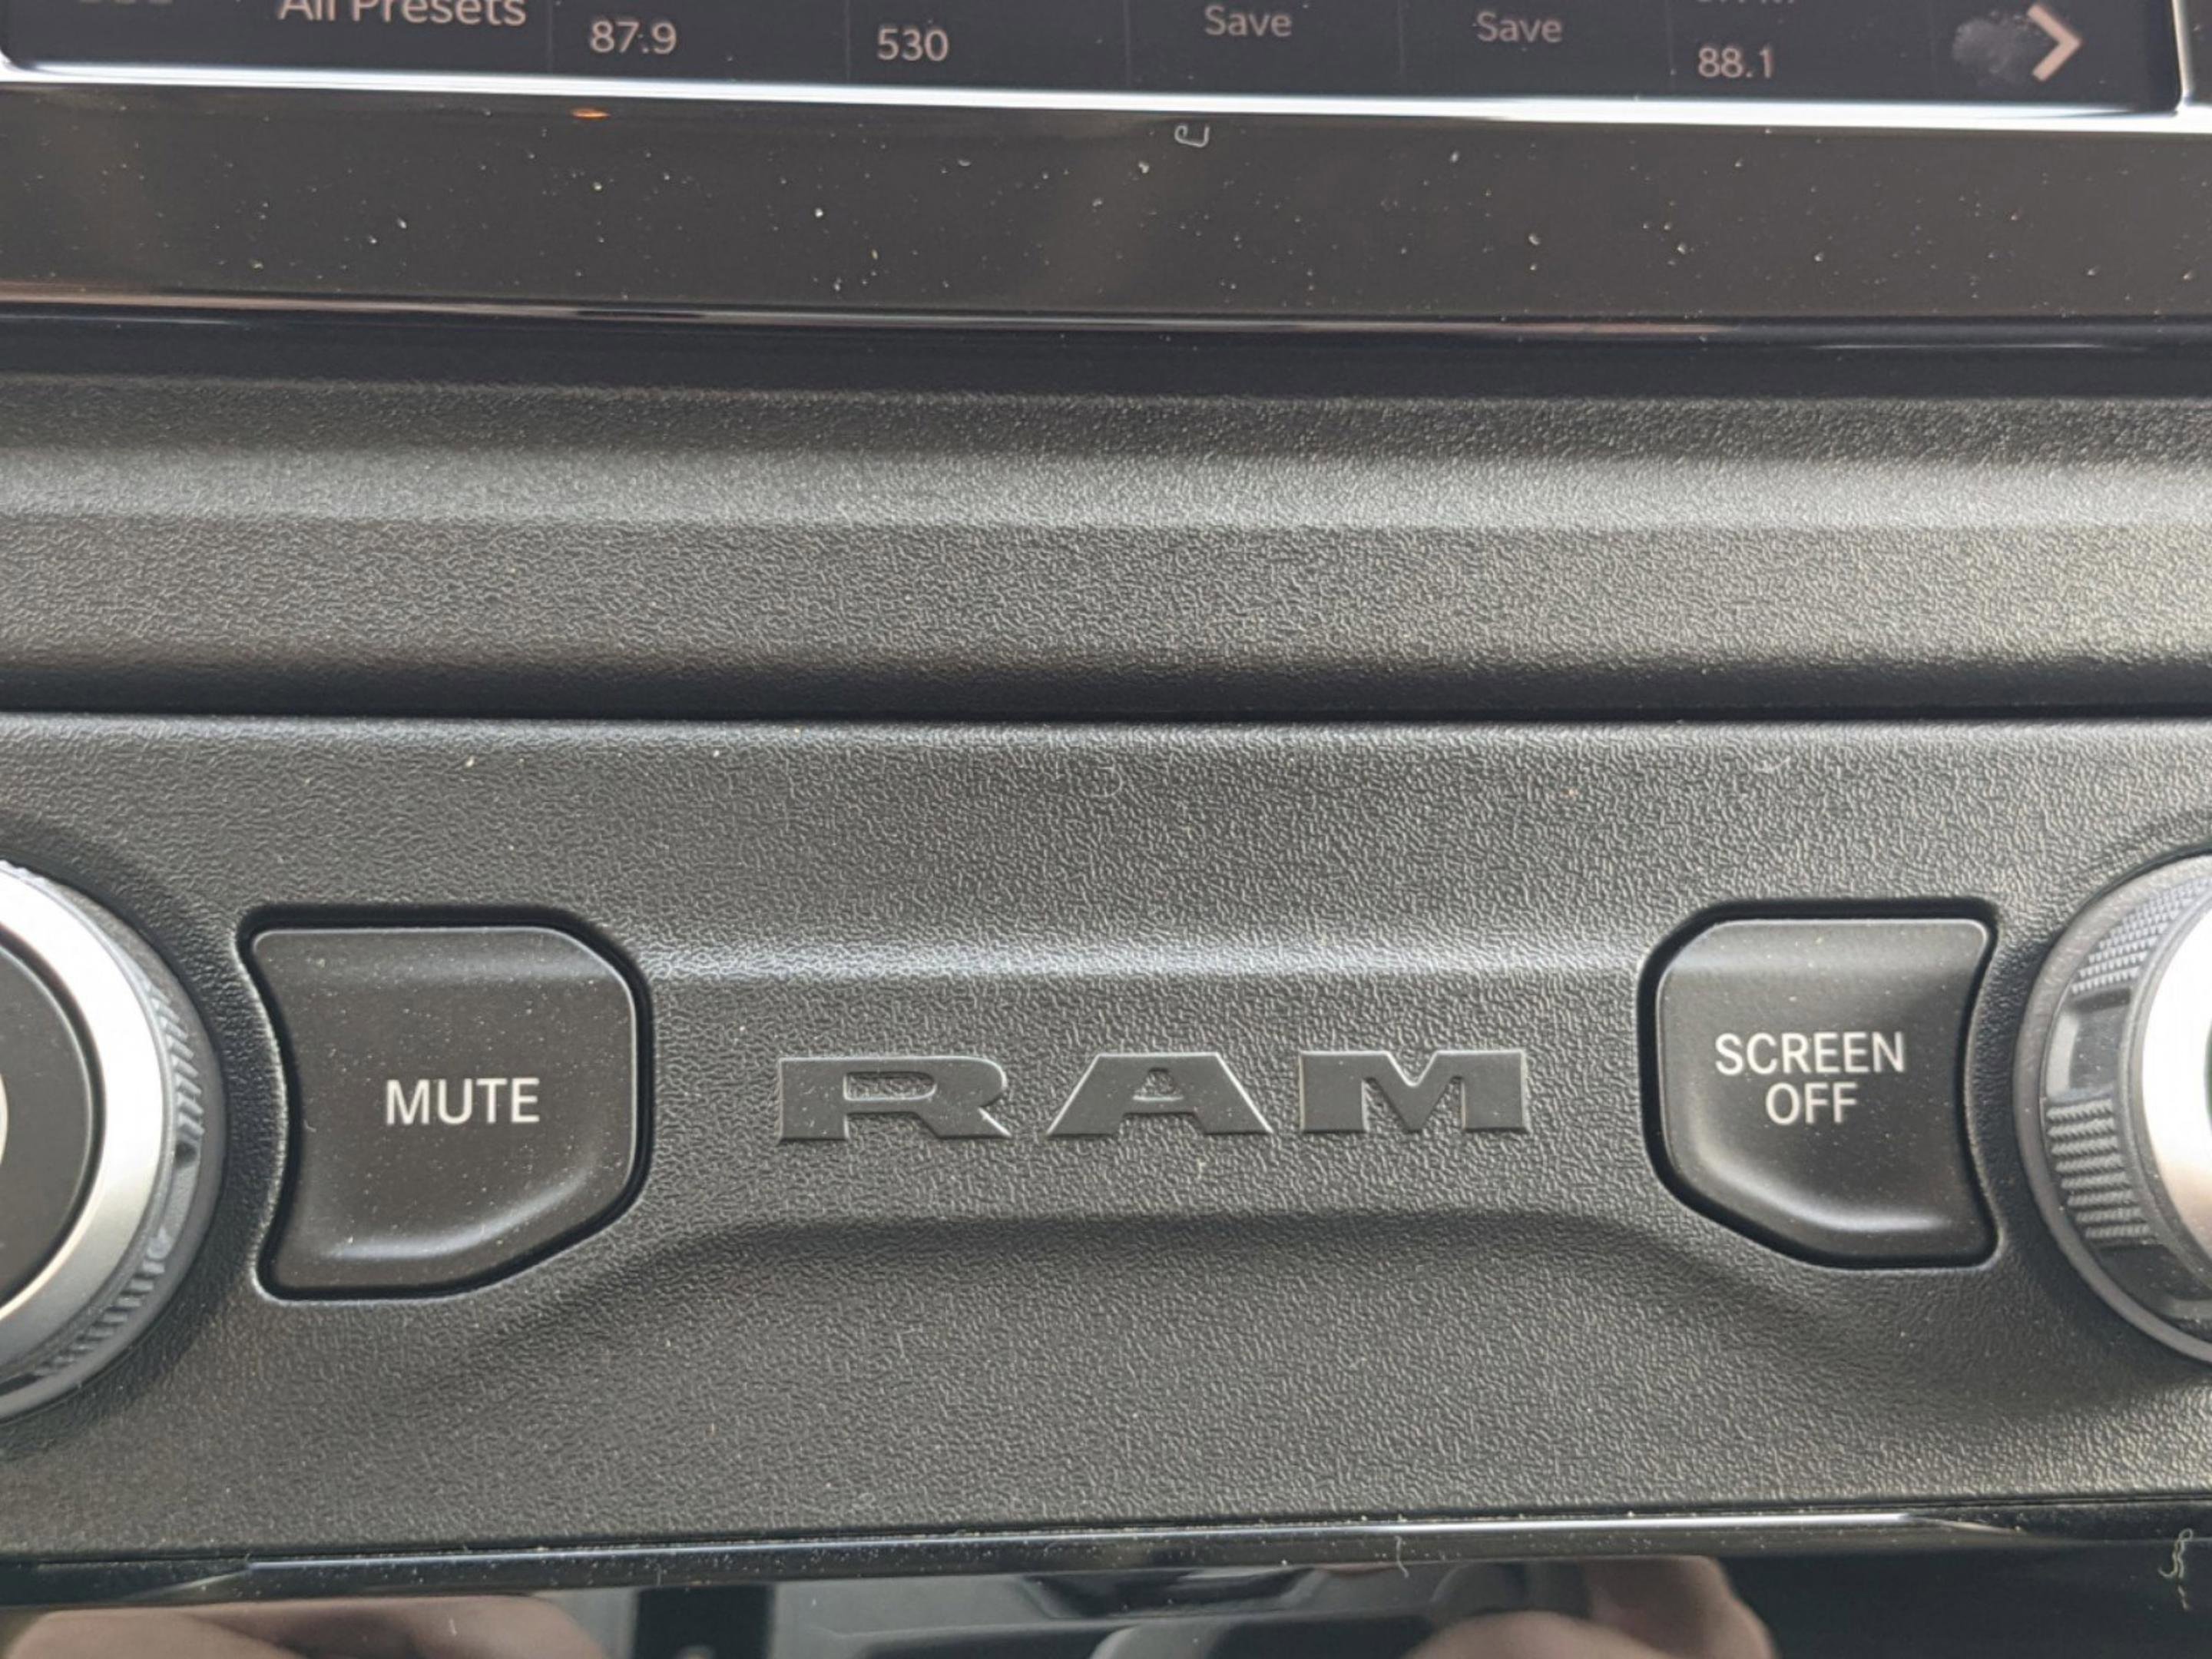 All Presets
87.9
530
Save
Save
88.1
MUTE
RAM
SCREEN
OFF